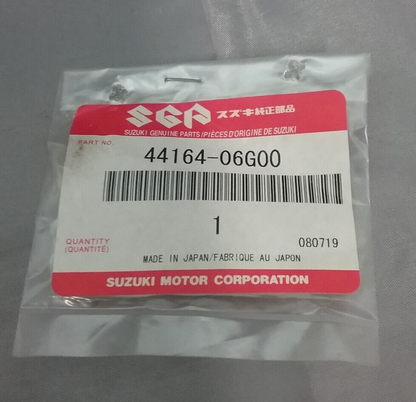 SGP スズキ純正部品
SUZUKI GENUINE PARTS/PIÈCES D'ORIGINE DE SUZUKI
PART NO.
44164-06G00
1
QUANTITY
(QUANTITÉ)
080719
MADE IN JAPAN/FABRIQUE AU JAPON
SUZUKI MOTOR CORPORATION